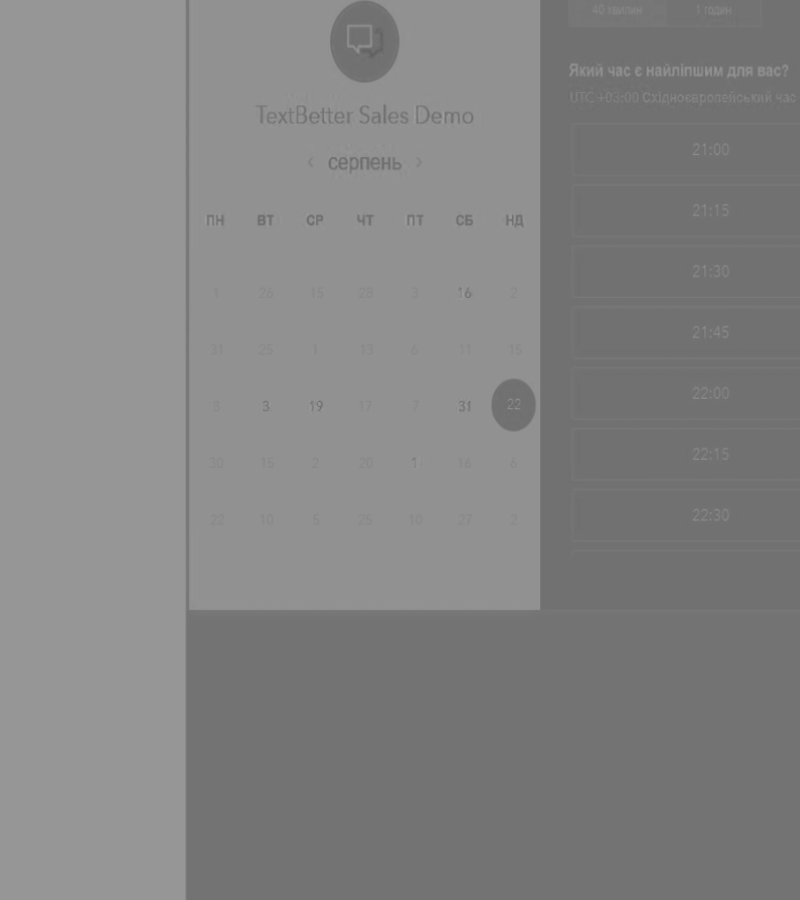 40 хвилин 1 годин
TextBetter Sales Demo
< серпень >
ПН ВТ СР ЧТ ПТ СБ НД
1 26 15 28 3 16 2
31 25 1 13 6 11 15
3 19 17 7 31 22
30 15 2 20 1 16 6
22 10 5 25 10 27 2
Який час є найліпшим для вас?
UTC +03:00 Східноєвропейський час
21:00
21:15
21:30
21:45
22:00
22:15
22:30